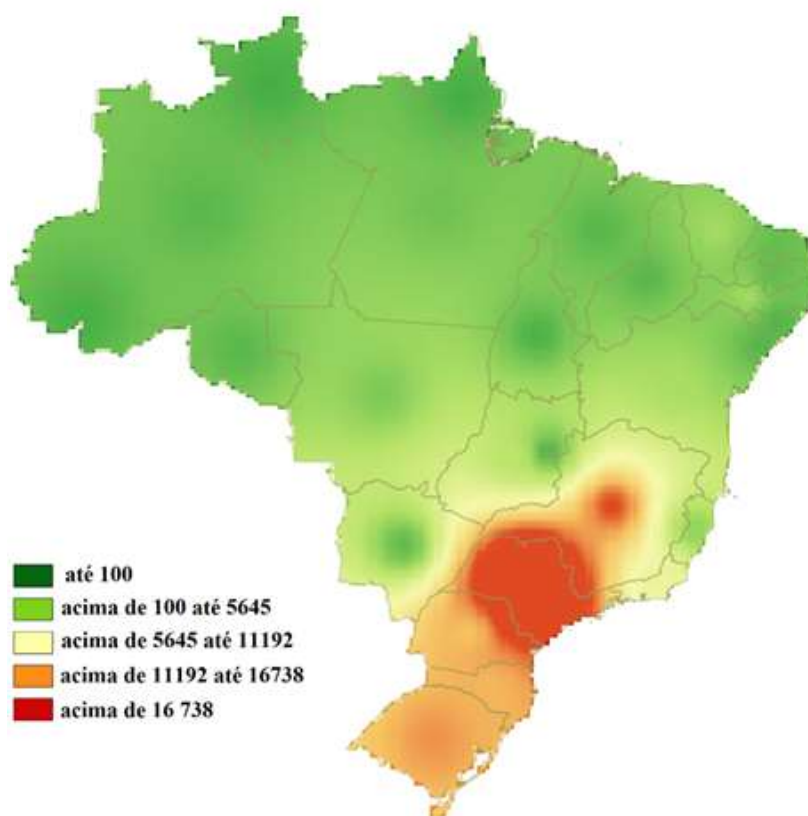 até 100
acima de 100 até 5645
acima de 5645 até 11192
acima de 11192 até 16738
acima de 16 738